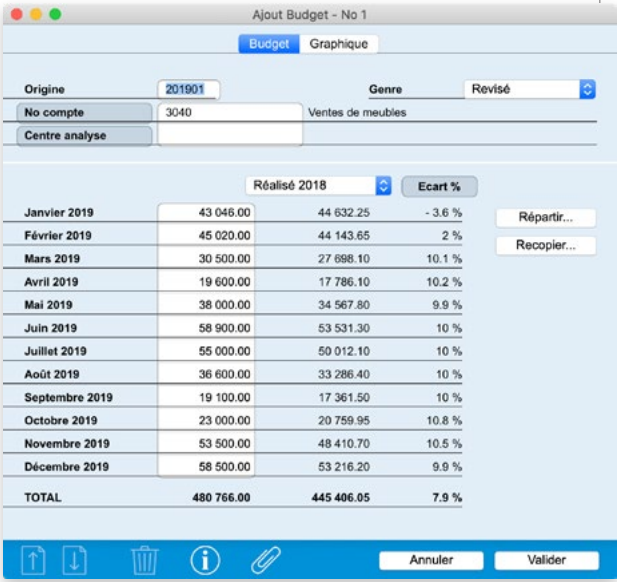 Ajout Budget - No 1
Budget Graphique
Origine 201901 Genre Revisé
No compte 3040 Ventes de meubles
Centre analyse
Réalisé 2018 Ecart %
Janvier 2019 43 046.00 44 632.25 - 3.6 % Répartir...
Février 2019 45 020.00 44 143.65 2 % Recopier...
Mars 2019 30 500.00 27 698.10 10.1 %
Avril 2019 19 600.00 17 786.10 10.2 %
Mai 2019 38 000.00 34 567.80 9.9 %
Juin 2019 58 900.00 53 531.30 10 %
Juillet 2019 55 000.00 50 012.10 10 %
Août 2019 36 600.00 33 286.40 10 %
Septembre 2019 19 100.00 17 361.50 10 %
Octobre 2019 23 000.00 20 759.95 10.8 %
Novembre 2019 53 500.00 48 410.70 10.5 %
Décembre 2019 58 500.00 53 216.20 9.9 %
TOTAL 480 766.00 445 406.05 7.9 %
Annuler Valider